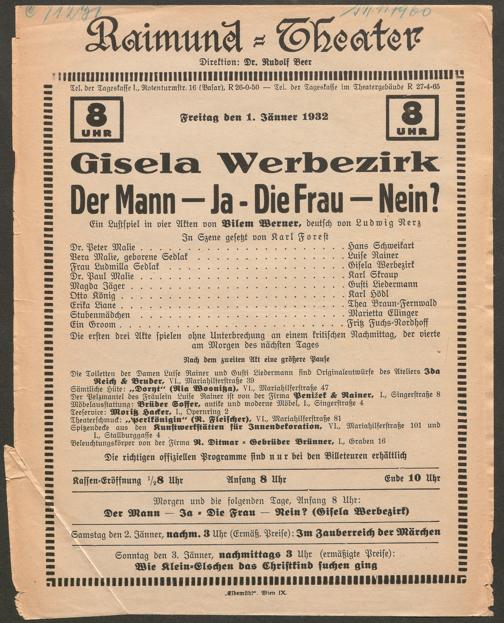 Raimund-Theater
Direktion: Dr. Rudolf Beer
Tel. der Tageskasse I., Rotenturmstr. 16 (Basar), R 26-0-50 — Tel. der Tageskasse im Theatergebäude R 27-4-65
8 UHR
Freitag den 1. Jänner 1932
8 UHR
Gisela Werbezirk
Der Mann — Ja - Die Frau — Nein?
Ein Lustspiel in vier Akten von Vilem Werner, deutsch von Ludwig Nerz
In Szene gesetzt von Karl Forest
Dr. Peter Malie . . . Hans Schweikart
Vera Malie, geborene Sedlak . . . Luise Rainer
Frau Ludmilla Sedlak . . . Gisela Werbezirk
Dr. Paul Malie . . . Karl Skraup
Magda Jäger . . . Gusti Liedermann
Otto König . . . Karl Hödl
Erika Liane . . . Thea Braun-Fernwald
Stubenmädchen . . . Marietta Ellinger
Ein Groom . . . Fritz Fuchs-Nordhoff
Die ersten drei Akte spielen ohne Unterbrechung an einem kritischen Nachmittag, der vierte
am Morgen des nächsten Tages
Nach dem zweiten Akt eine größere Pause
Die Toiletten der Damen Luise Rainer und Gusti Liedermann sind Originalentwürfe des Ateliers Ida
Reich & Bruder, VI., Mariahilferstraße 39
Sämtliche Hüte: „Dorys" (Ria Wosnitza), VI., Mariahilferstraße 47
Der Pelzmantel des Fräulein Luise Rainer ist von der Firma Penižek & Rainer, I., Singerstraße 8
Möbelausstattung: Brüder Soffer, antike und moderne Möbel, I., Singerstraße 4
Teeservice: Moritz Hacker, I., Opernring 2
Theaterschmuck: „Perlkönigin" (R. Fleischer), VI., Mariahilferstraße 81
Spitzendecke aus den Kunstwerkstätten für Innendekoration, VI., Mariahilferstraße 101 und
I., Stallburggasse 4
Beleuchtungskörper von der Firma R. Ditmar-Gebrüder Brünner, I., Graben 16
Die richtigen offiziellen Programme sind nur bei den Billeteuren erhältlich
Kassen-Eröffnung ½8 Uhr Anfang 8 Uhr Ende 10 Uhr
Morgen und die folgenden Tage, Anfang 8 Uhr:
Der Mann — Ja - Die Frau — Nein? (Gisela Werbezirk)
Samstag den 2. Jänner, nachm. 3 Uhr (Ermäß. Preise): Im Zauberreich der Märchen
Sonntag den 3. Jänner, nachmittags 3 Uhr (ermäßigte Preise):
Wie Klein-Elschen das Christkind suchen ging
„Elbemühl" Wien IX.